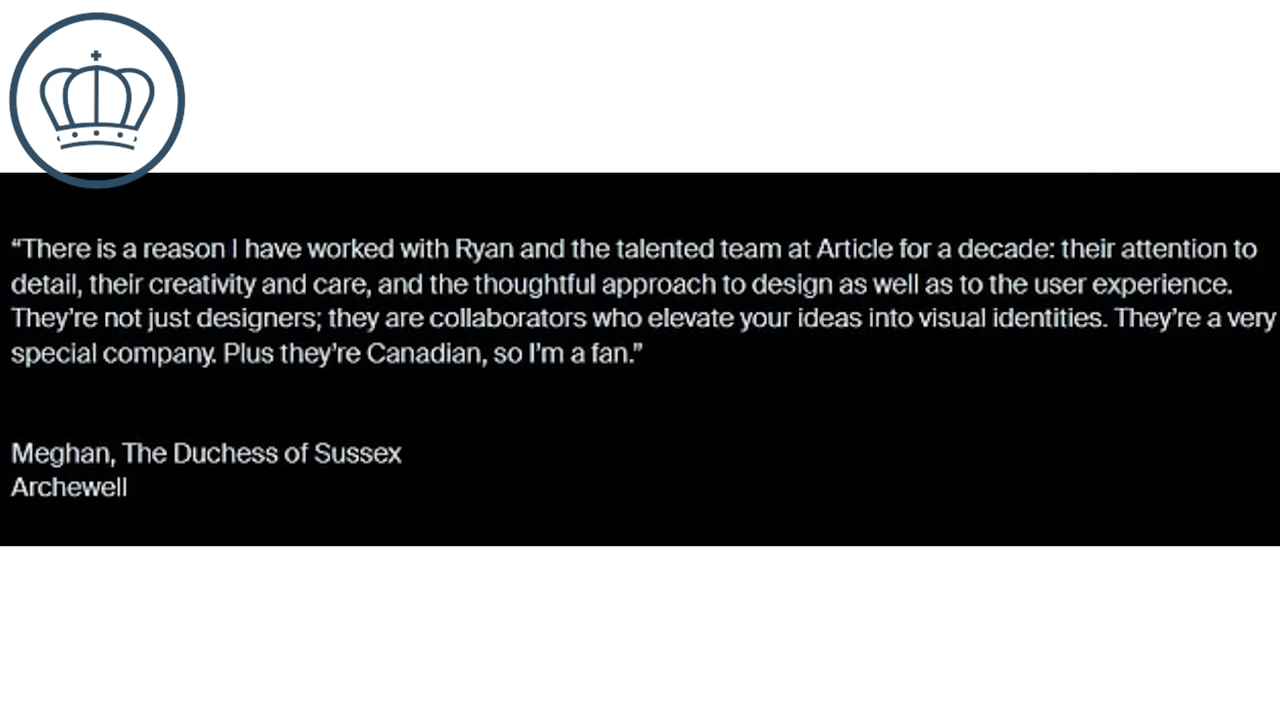 “There is a reason I have worked with Ryan and the talented team at Article for a decade: their attention to
detail, their creativity and care, and the thoughtful approach to design as well as to the user experience.
They’re not just designers; they are collaborators who elevate your ideas into visual identities. They’re a very
special company. Plus they’re Canadian, so I’m a fan.”
Meghan, The Duchess of Sussex
Archewell